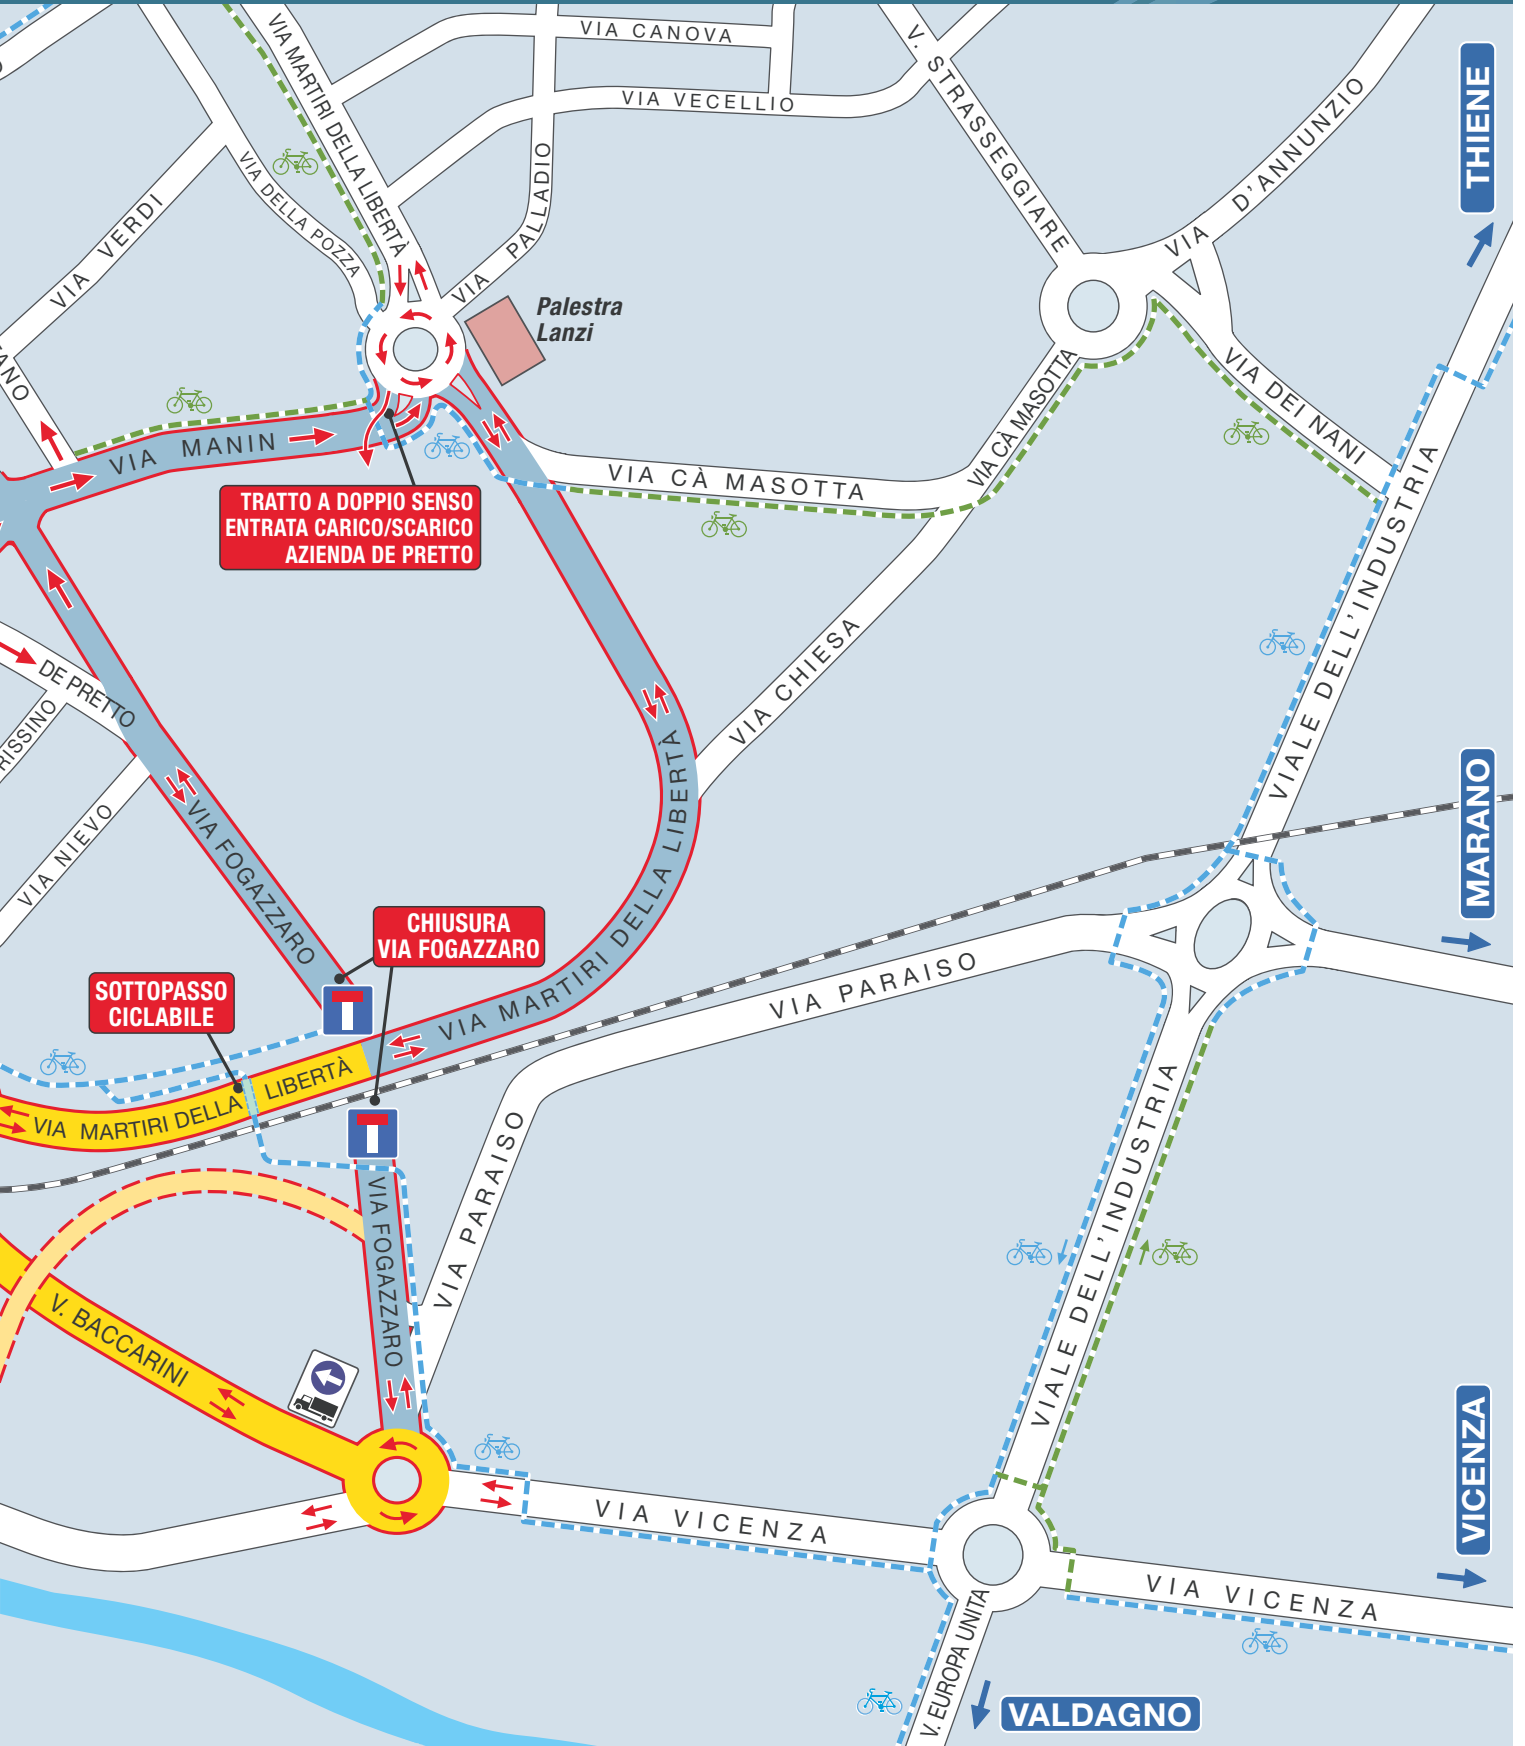 VIA CANOVA
VIA VECELLIO
VIA MARTIRI DELLA LIBERTÀ
V. STRASSEGGIARE
VIA D'ANNUNZIO
THIENE
VIA DELLA POZZA
VIA PALLADIO
VIA VERDI
Palestra
Lanzi
VIA DEI NANI
VIA CÀ MASOTTA
VIA MANIN
VIA CÀ MASOTTA
TRATTO A DOPPIO SENSO
ENTRATA CARICO/SCARICO
AZIENDA DE PRETTO
VIALE DELL'INDUSTRIA
VIA CHIESA
DE PRETTO
RISSINO
VIA NIEVO
VIA FOGAZZARO
VIA MARTIRI DELLA LIBERTÀ
MARANO
CHIUSURA
VIA FOGAZZARO
SOTTOPASSO
CICLABILE
VIA PARAISO
VIA MARTIRI DELLA LIBERTÀ
VIA PARAISO
VIA FOGAZZARO
VIALE DELL'INDUSTRIA
V. BACCARINI
VICENZA
VIA VICENZA
VIA VICENZA
V. EUROPA UNITA
VALDAGNO